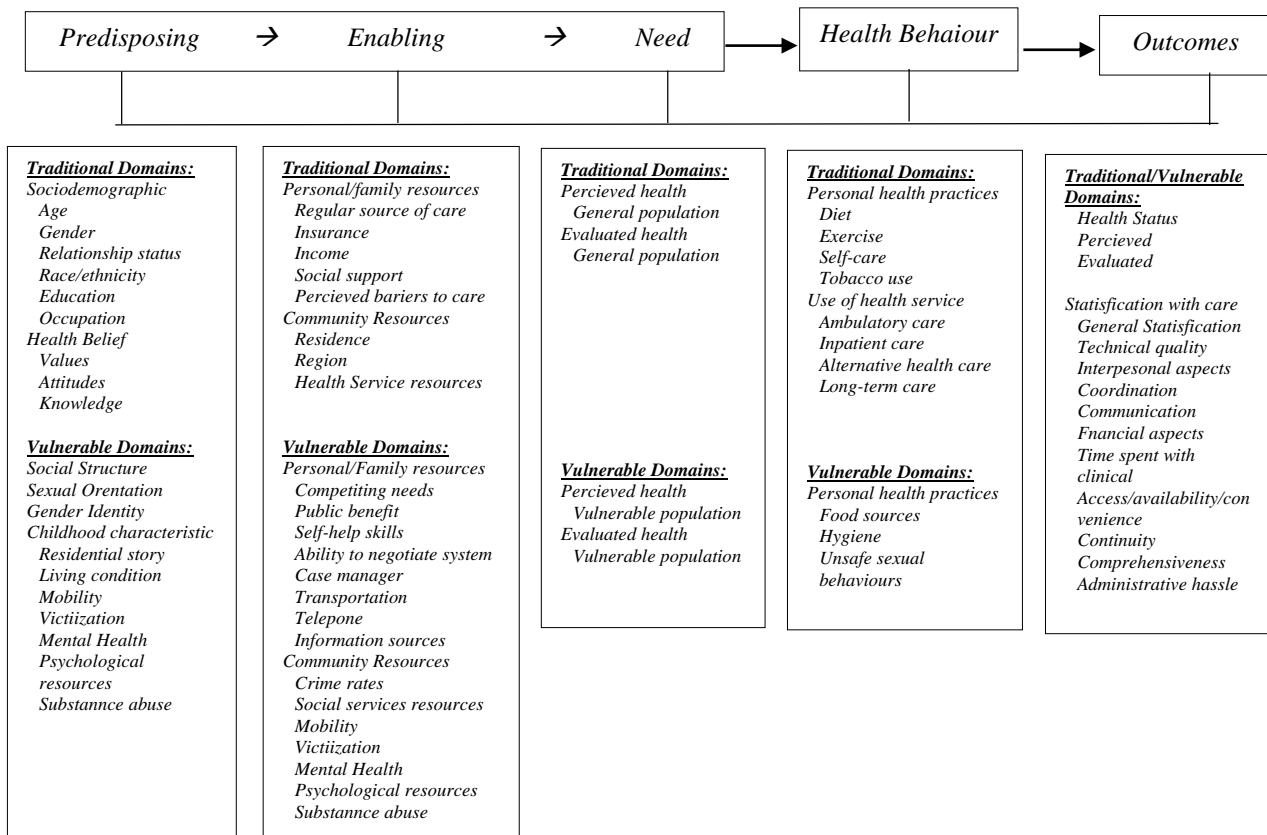 Predisposing → Enabling → Need
Health Behaiour
Outcomes
Traditional Domains:
Sociodemographic
Age
Gender
Relationship status
Race/ethnicity
Education
Occupation
Health Belief
Values
Attitudes
Knowledge
Vulnerable Domains:
Social Structure
Sexual Orentation
Gender Identity
Childhood characteristic
Residential story
Living condition
Mobility
Victiization
Mental Health
Psychological
resources
Substannce abuse
Traditional Domains:
Personal/family resources
Regular source of care
Insurance
Income
Social support
Percieved bariers to care
Community Resources
Residence
Region
Health Service resources
Vulnerable Domains:
Personal/Family resources
Competiting needs
Public benefit
Self-help skills
Ability to negotiate system
Case manager
Transportation
Telepone
Information sources
Community Resources
Crime rates
Social services resources
Mobility
Victiization
Mental Health
Psychological resources
Substannce abuse
Traditional Domains:
Percieved health
General population
Evaluated health
General population
Vulnerable Domains:
Percieved health
Vulnerable population
Evaluated health
Vulnerable population
Traditional Domains:
Personal health practices
Diet
Exercise
Self-care
Tobacco use
Use of health service
Ambulatory care
Inpatient care
Alternative health care
Long-term care
Vulnerable Domains:
Personal health practices
Food sources
Hygiene
Unsafe sexual
behaviours
Traditional/Vulnerable
Domains:
Health Status
Percieved
Evaluated
Statisfication with care
General Statisfication
Technical quality
Interpesonal aspects
Coordination
Communication
Fnancial aspects
Time spent with
clinical
Access/availability/con
venience
Continuity
Comprehensiveness
Administrative hassle